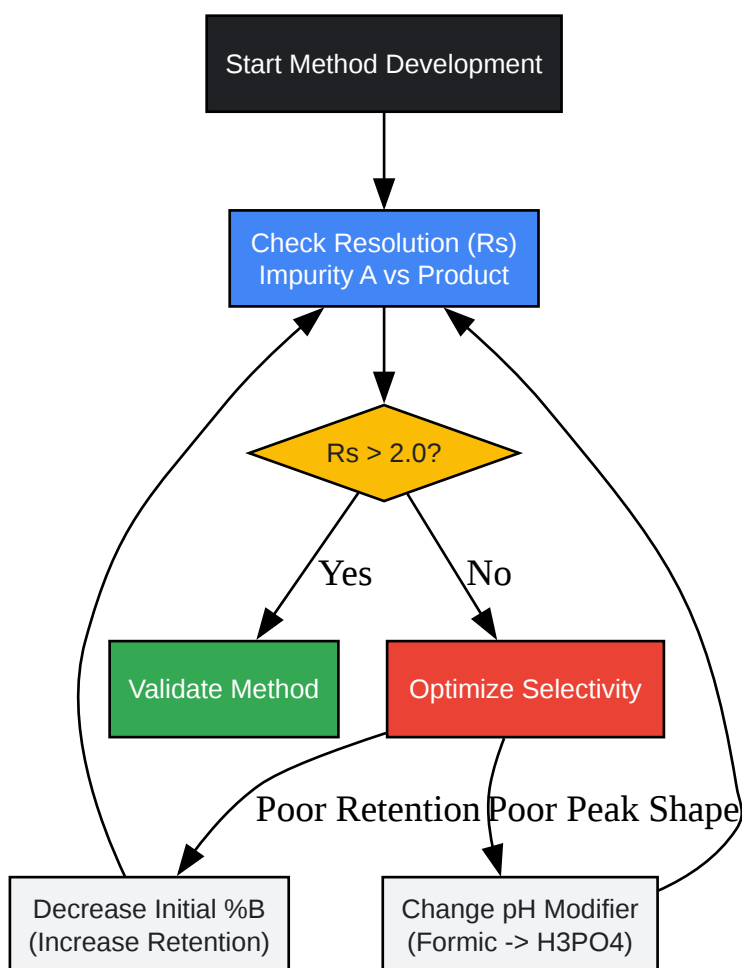 Start Method Development
Check Resolution (Rs)
Impurity A vs Product
Rs > 2.0?
Yes
No
Validate Method
Optimize Selectivity
Poor Retention
Poor Peak Shape
Decrease Initial %B
(Increase Retention)
Change pH Modifier
(Formic -> H3PO4)